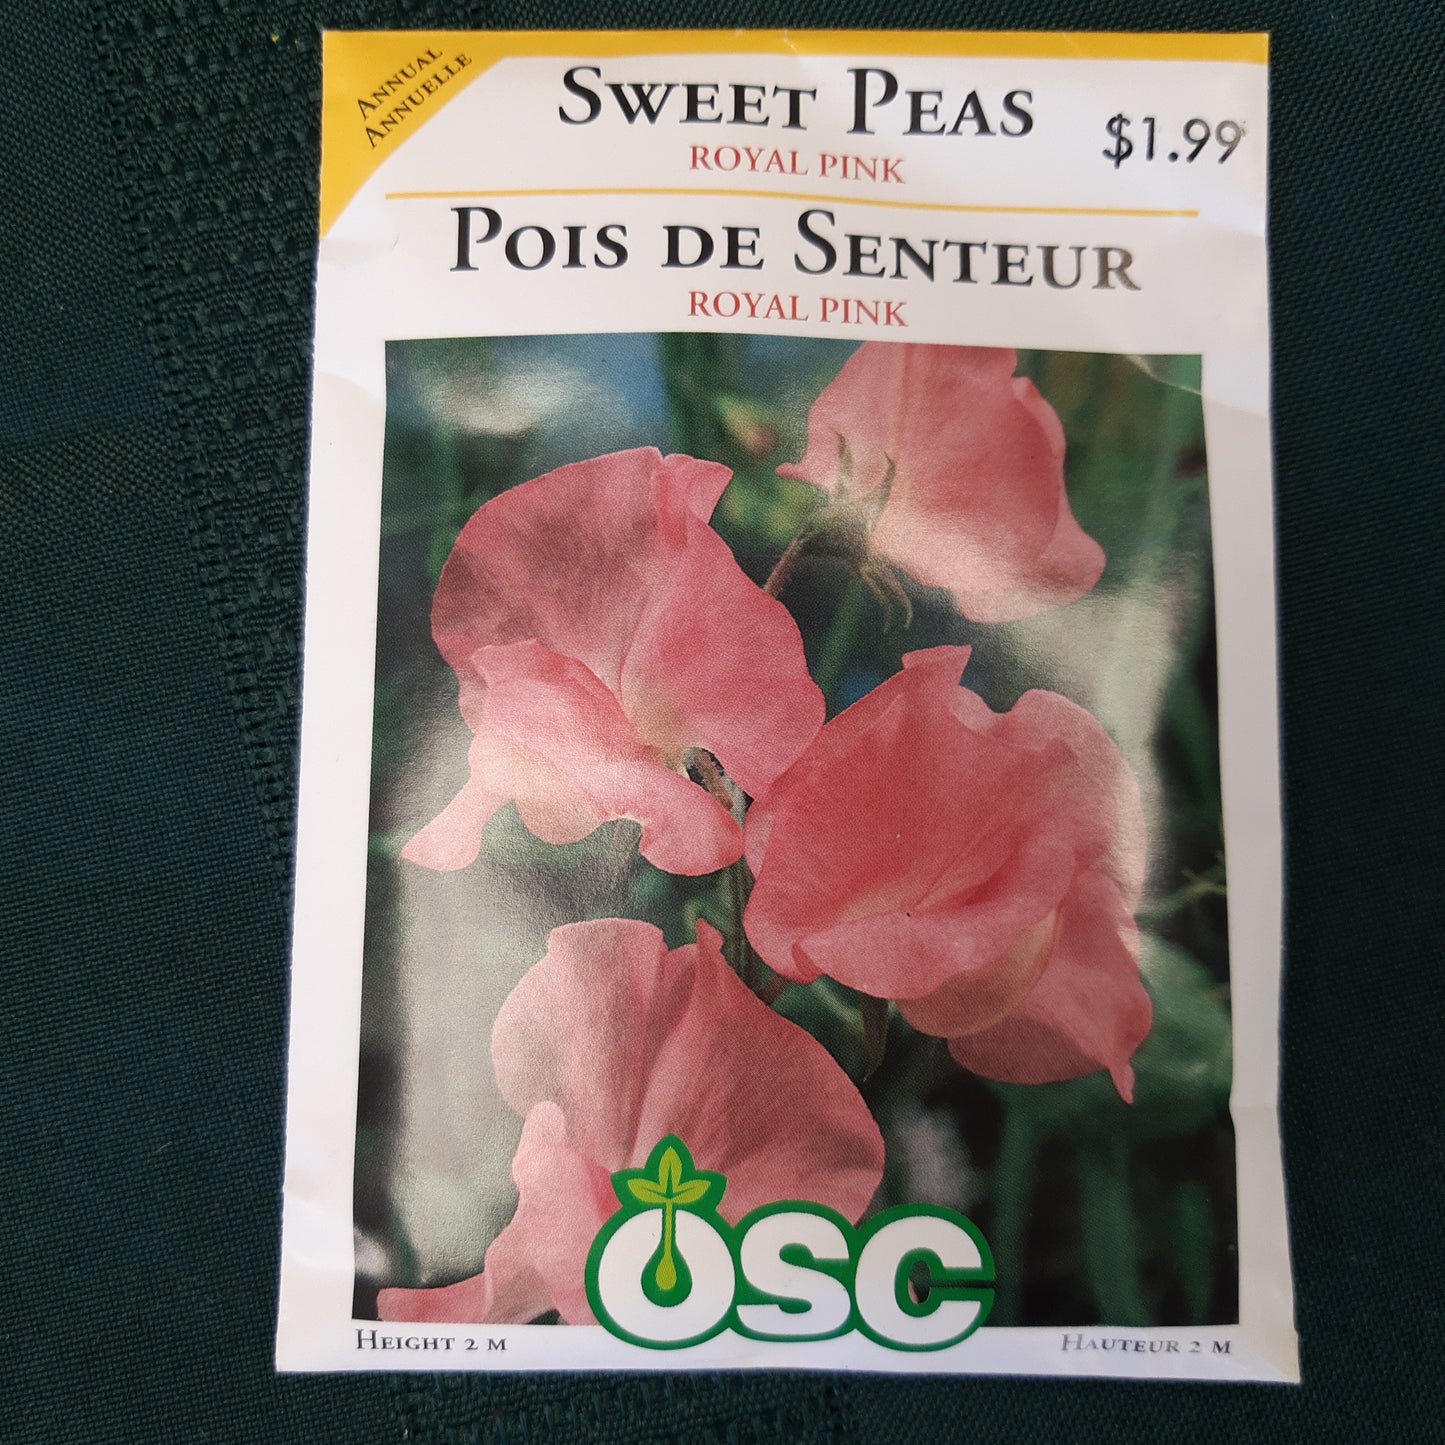 ANNUAL
ANNUELLE
SWEET PEAS
ROYAL PINK
$1.99
POIS DE SENTEUR
ROYAL PINK
OSC
HEIGHT 2 M
HAUTEUR 2 M